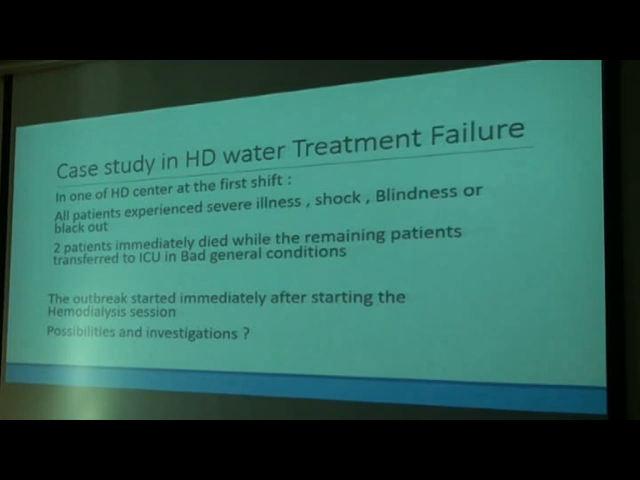 Case study in HD water Treatment Failure
In one of HD center at the first shift :
All patients experienced severe illness , shock , Blindness or
black out
2 patients immediately died while the remaining patients
transferred to ICU in Bad general conditions
The outbreak started immediately after starting the
Hemodialysis session
Possibilities and investigations ?